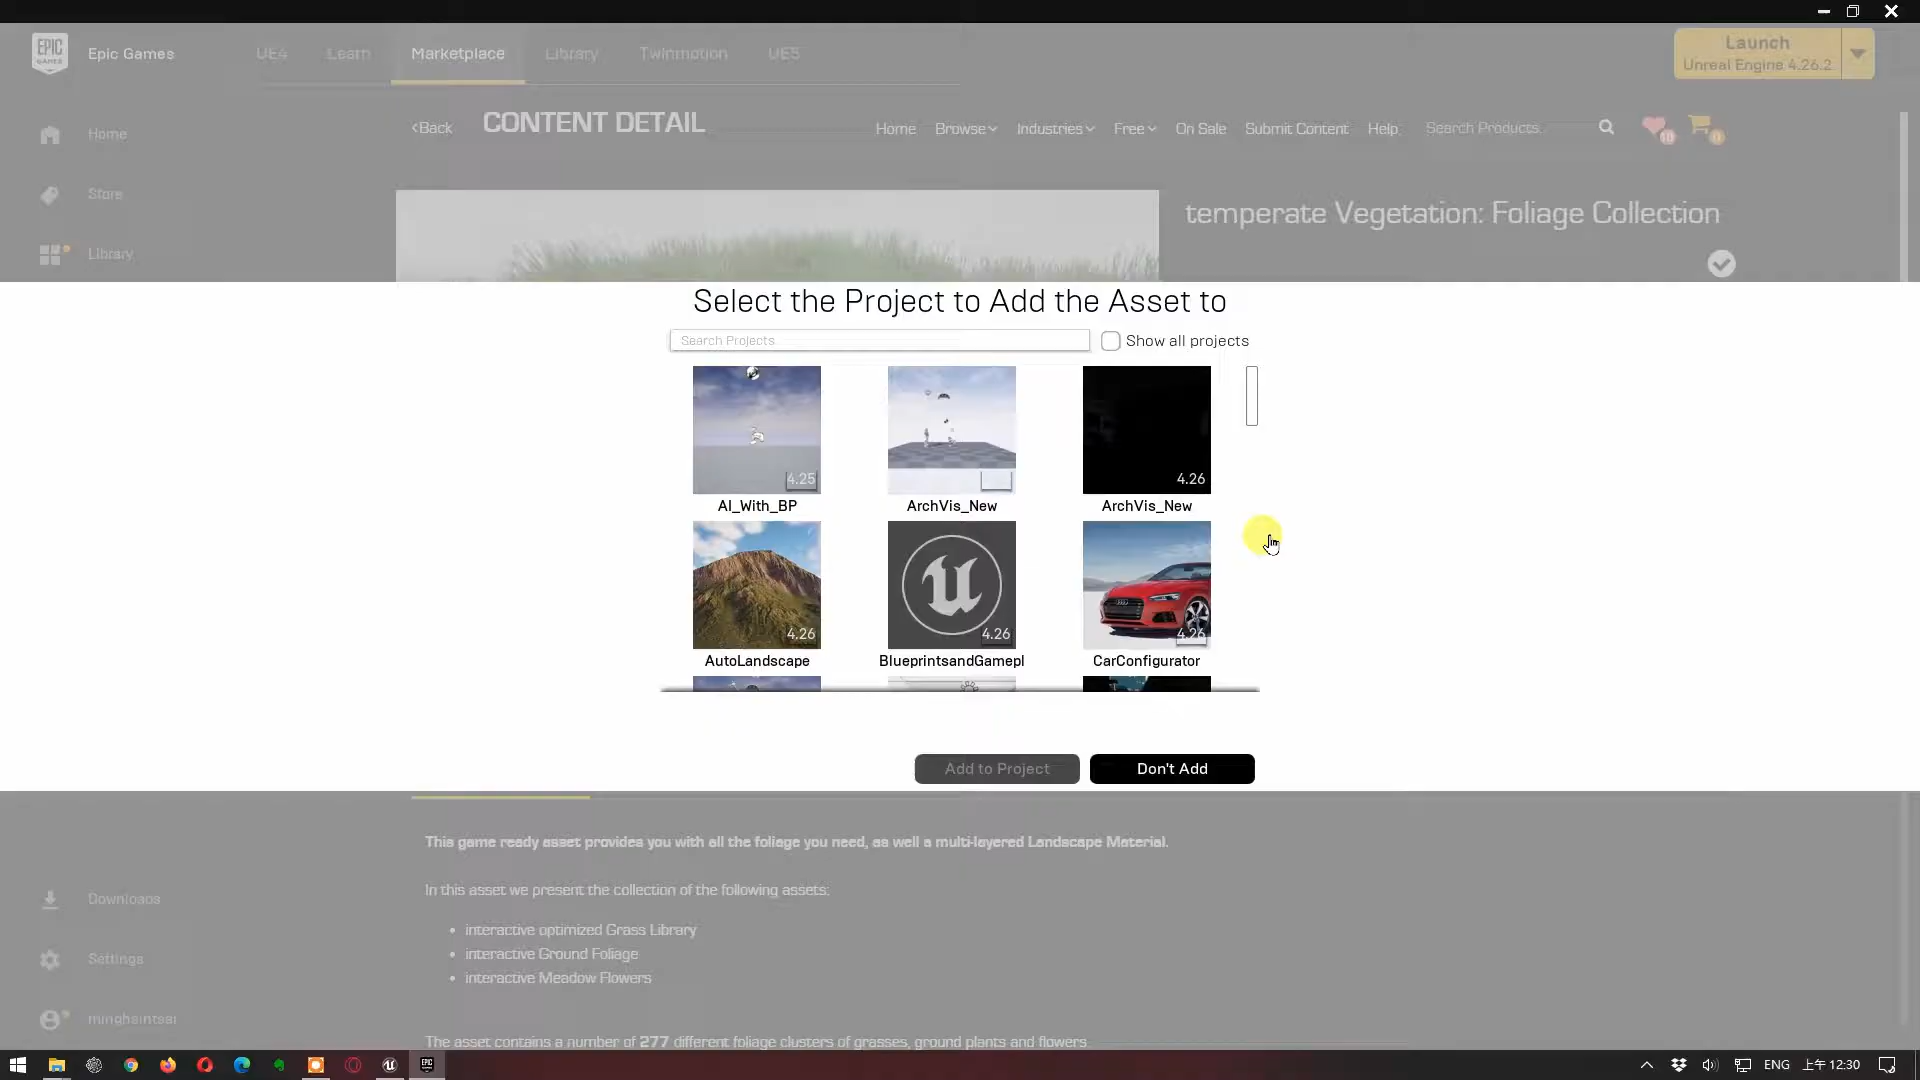 EPIC GAMES
Epic Games
UE4
Learn
Marketplace
Library
Twinmotion
UE5
Launch
Unreal Engine 4.26.2
Home
Store
Library
<Back
CONTENT DETAIL
Home
Browse
Industries
Free
On Sale
Submit Content
Help
Search Products.
10
0
temperate Vegetation: Foliage Collection
Select the Project to Add the Asset to
Search Projects
Show all projects
4.25
4.26
AI_With_BP
ArchVis_New
ArchVis_New
4.26
4.26
4.26
AutoLandscape
BlueprintsandGamepl
CarConfigurator
Add to Project
Don't Add
This game ready asset provides you with all the foliage you need, as well a multi-layered Landscape Material.
In this asset we present the collection of the following assets:
• interactive optimized Grass Library
• interactive Ground Foliage
• interactive Meadow Flowers
The asset contains a number of 277 different foliage clusters of grasses, ground plants and flowers
Downloads
Settings
minghsintsai
EPIC
ENG
上午 12:30